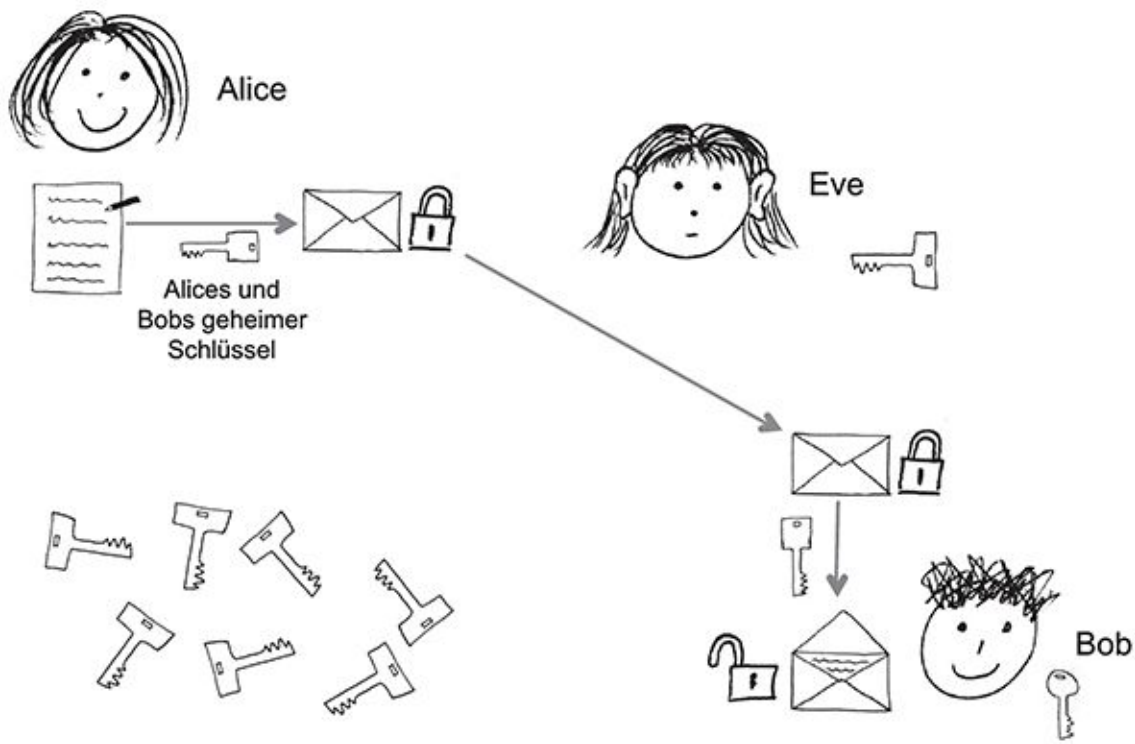 Alice
Eve
Alices und
Bobs geheimer
Schlüssel
Bob